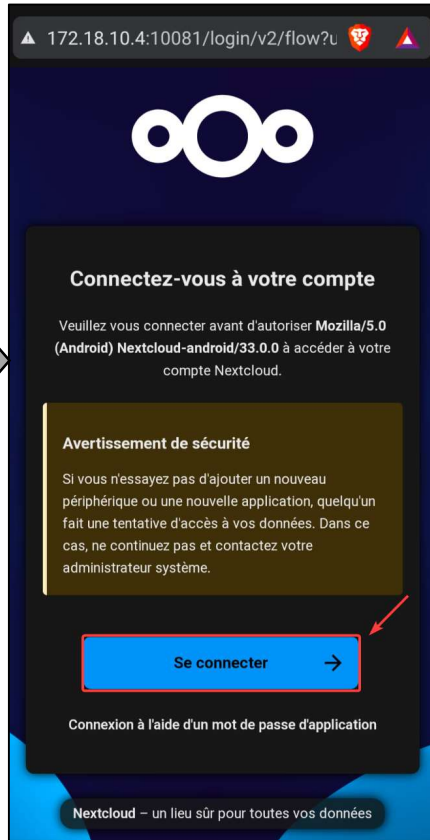 172.18.10.4:10081/login/v2/flow?u
Connectez-vous à votre compte
Veuillez vous connecter avant d'autoriser Mozilla/5.0
(Android) Nextcloud-android/33.0.0 à accéder à votre
compte Nextcloud.
Avertissement de sécurité
Si vous n'essayez pas d'ajouter un nouveau
périphérique ou une nouvelle application, quelqu'un
fait une tentative d'accès à vos données. Dans ce
cas, ne continuez pas et contactez votre
administrateur système.
Se connecter
Connexion à l'aide d'un mot de passe d'application
Nextcloud – un lieu sûr pour toutes vos données